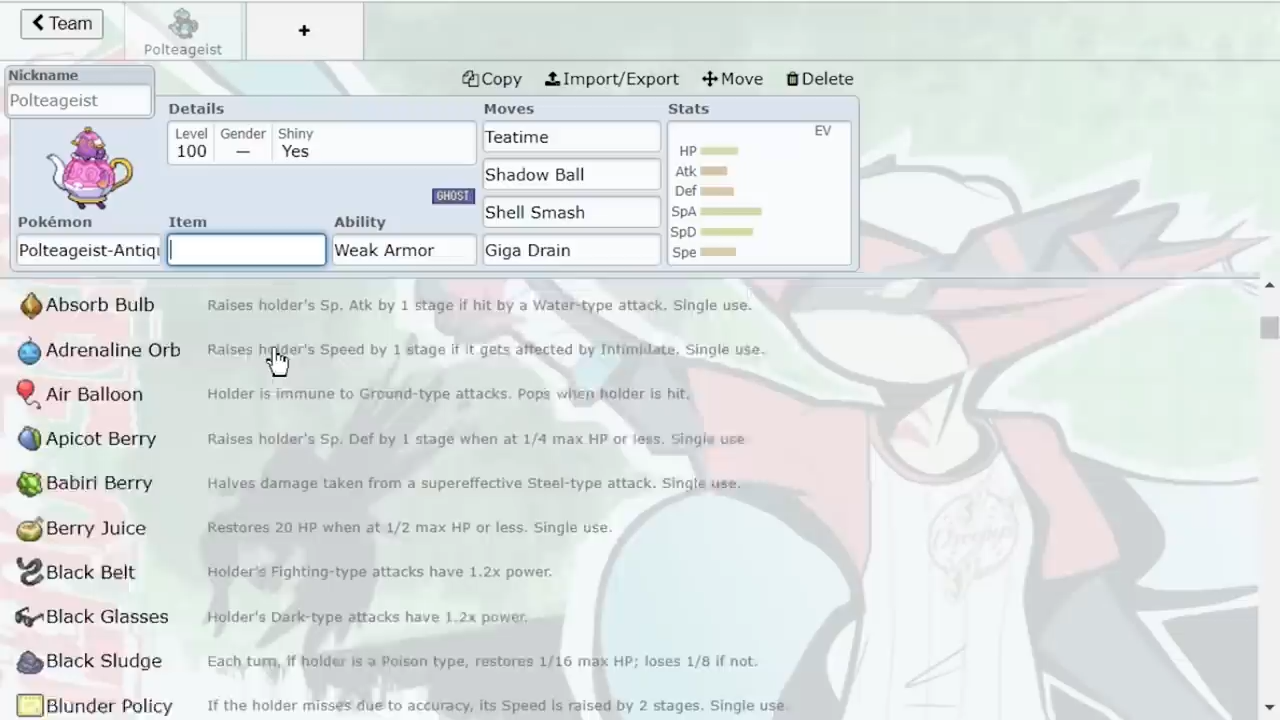 Team
Polteageist
+
Nickname
Polteageist
Copy
Import/Export
Move
Delete
Details
Level
100
Gender
—
Shiny
Yes
GHOST
Pokémon
Polteageist-Antiqu
Item
Ability
Weak Armor
Moves
Teatime
Shadow Ball
Shell Smash
Giga Drain
Stats
EV
HP
Atk
Def
SpA
SpD
Spe
Absorb Bulb Raises holder's Sp. Atk by 1 stage if hit by a Water-type attack. Single use.
Adrenaline Orb Raises holder's Speed by 1 stage if it gets affected by Intimidate. Single use.
Air Balloon Holder is immune to Ground-type attacks. Pops when holder is hit.
Apicot Berry Raises holder's Sp. Def by 1 stage when at 1/4 max HP or less. Single use
Babiri Berry Halves damage taken from a supereffective Steel-type attack. Single use.
Berry Juice Restores 20 HP when at 1/2 max HP or less. Single use.
Black Belt Holder's Fighting-type attacks have 1.2x power.
Black Glasses Holder's Dark-type attacks have 1.2x power.
Black Sludge Each turn, if holder is a Poison type, restores 1/16 max HP; loses 1/8 if not.
Blunder Policy If the holder misses due to accuracy, its Speed is raised by 2 stages. Single use.